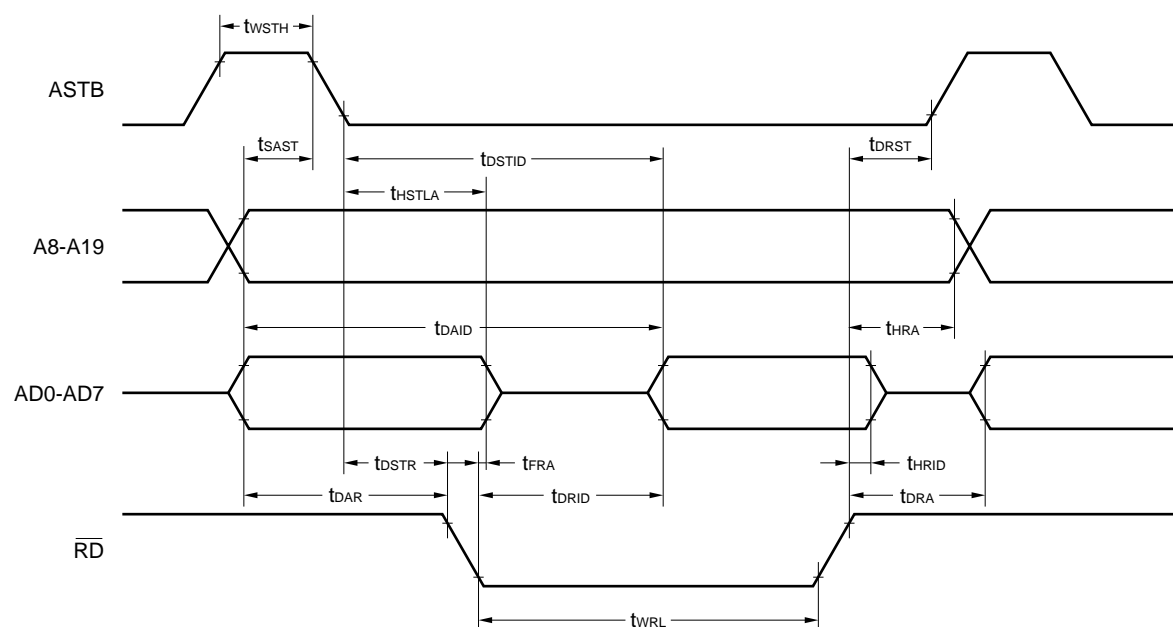 tWSTH
ASTB
tSAST
tDSTID
tDRST
tHSTLA
A8-A19
tDAID
tHRA
AD0-AD7
tDSTR
tFRA
tHRID
tDAR
tDRID
tDRA
RD
tWRL